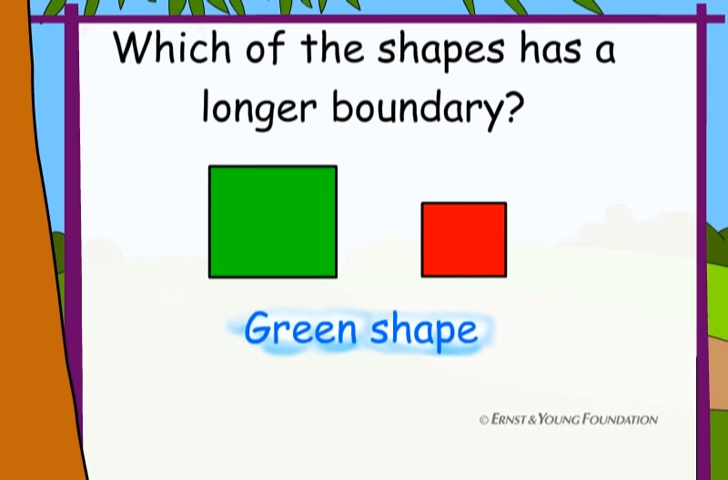 Which of the shapes has a
longer boundary?
Green shape
© ERNST & YOUNG FOUNDATION